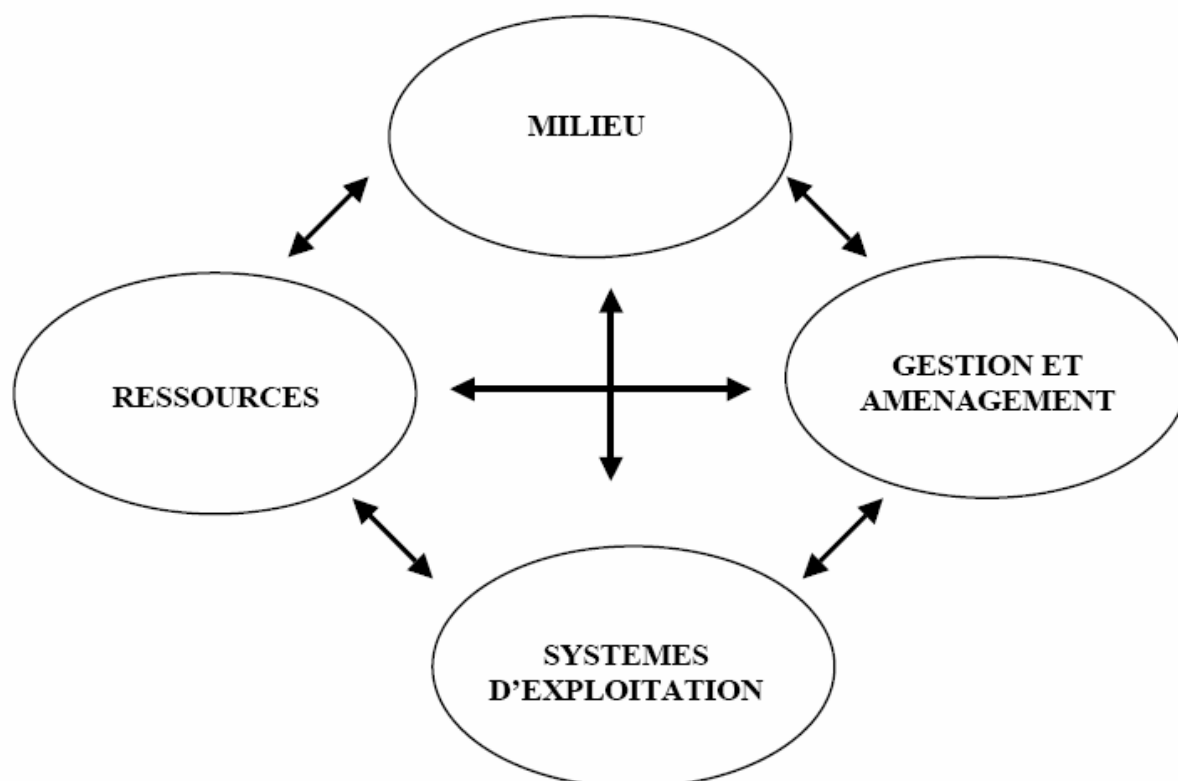 MILIEU
RESSOURCES
GESTION ET
AMENAGEMENT
SYSTEMES
D’EXPLOITATION